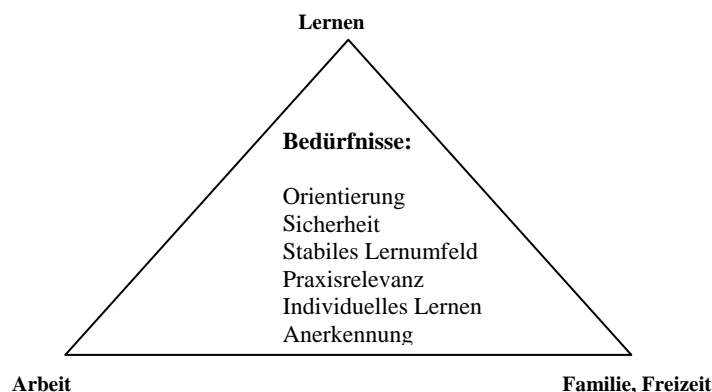 Lernen
Bedürfnisse:
Orientierung
Sicherheit
Stabiles Lernumfeld
Praxisrelevanz
Individuelles Lernen
Anerkennung
Arbeit
Familie, Freizeit